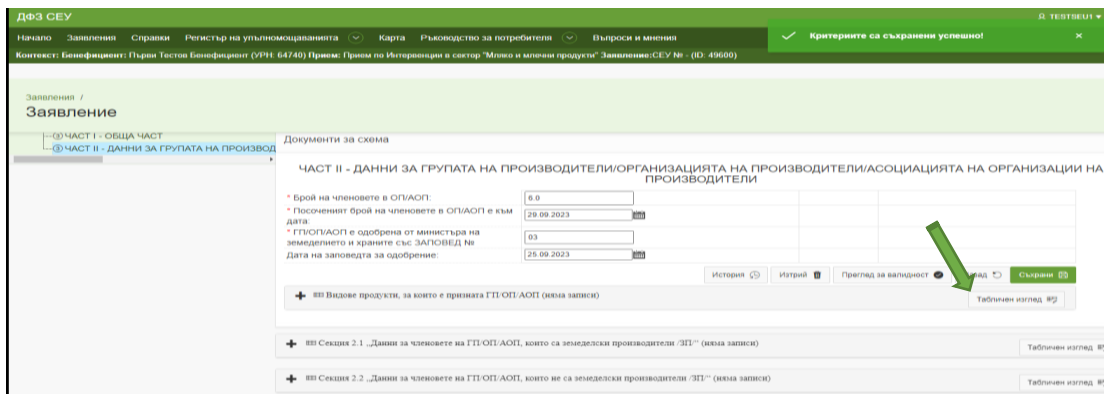 ДФЗ СЕУ
TESTSEU1
Начало Заявления Справки Регистър на упълномощаванията Карта Ръководство за потребителя Въпроси и мнения
Критериите са съхранени успешно!
Контекст: Бенефициент: Първи Тестов Бенефициент (УРН: 64740) Прием: Прием по Интервенции в сектор "Мляко и млечни продукти" Заявление:СЕУ № - (ID: 49600)
Заявления /
Заявление
ЧАСТ I - ОБЩА ЧАСТ
ЧАСТ II - ДАННИ ЗА ГРУПАТА НА ПРОИЗВОД
Документи за схема
ЧАСТ II - ДАННИ ЗА ГРУПАТА НА ПРОИЗВОДИТЕЛИ/ОРГАНИЗАЦИЯТА НА ПРОИЗВОДИТЕЛИ/АСОЦИАЦИЯТА НА ОРГАНИЗАЦИИ НА
ПРОИЗВОДИТЕЛИ
* Брой на членовете в ОП/АОП: 6.0
* Посоченият брой на членовете в ОП/АОП е към
дата: 29.09.2023
* ГП/ОП/АОП е одобрена от министъра на
земеделието и храните със ЗАПОВЕД № 03
Дата на заповедта за одобрение: 25.09.2023
История Изтрий Преглед за валидност Съхрани
Видове продукти, за които е призната ГП/ОП/АОП (няма записи) Табличен изглед
Секция 2.1 „Данни за членовете на ГП/ОП/АОП, които са земеделски производители /ЗП/“ (няма записи) Табличен изглед
Секция 2.2 „Данни за членовете на ГП/ОП/АОП, които не са земеделски производители /ЗП/“ (няма записи) Табличен изглед